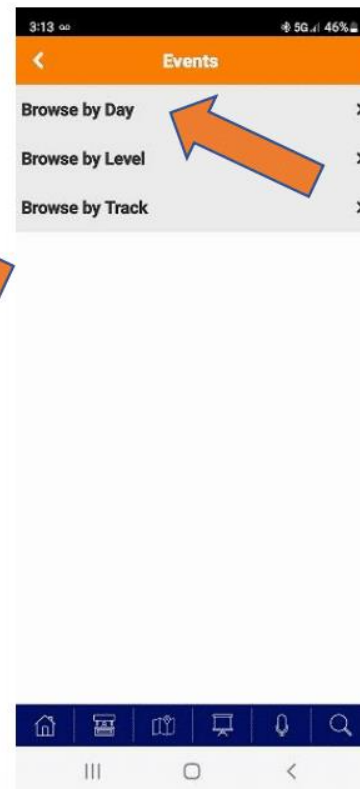 3:13 5G 46%
Events
Browse by Day
Browse by Level
Browse by Track